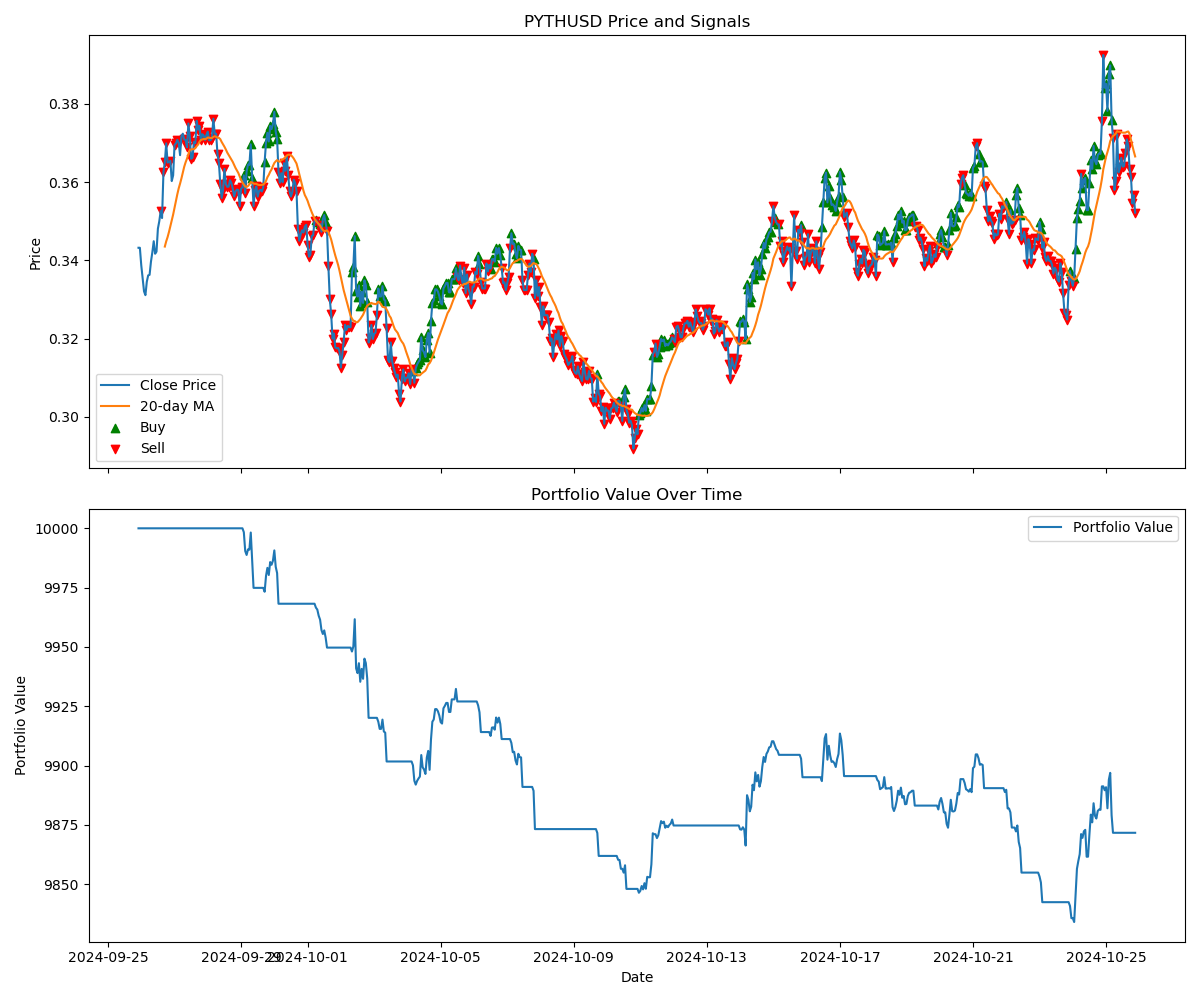 PYTHUSD Price and Signals
Price
0.38
0.36
0.34
0.32
0.30
Close Price
20-day MA
Buy
Sell
Portfolio Value Over Time
Portfolio Value
10000
9975
9950
9925
9900
9875
9850
Portfolio Value
2024-09-25
2024-09-29
2024-10-01
2024-10-05
2024-10-09
2024-10-13
2024-10-17
2024-10-21
2024-10-25
Date